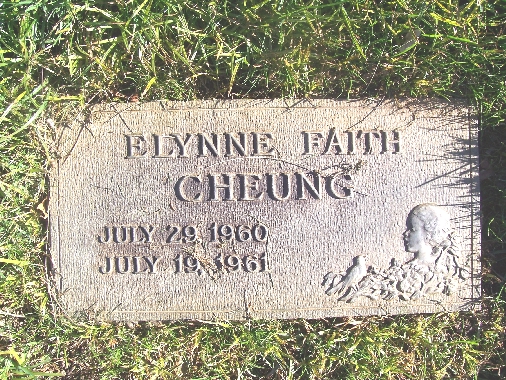 ELYNNE FAITH
CHEUNG
JULY 29, 1960
JULY 19, 1961